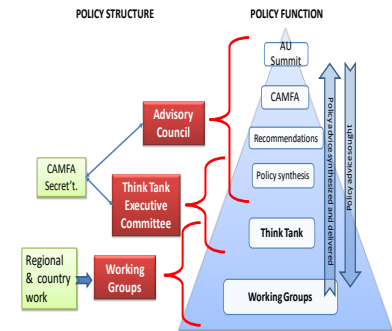 POLICY STRUCTURE
POLICY FUNCTION
AU
Summit
CAMFA
Advisory
Council
Recommendations
CAMFA
Secret't.
Think Tank
Executive
Committee
Policy synthesis
Think Tank
Regional
& country
work
Working
Groups
Working Groups
Policy advice synthesized and delivered
Policy advice sought